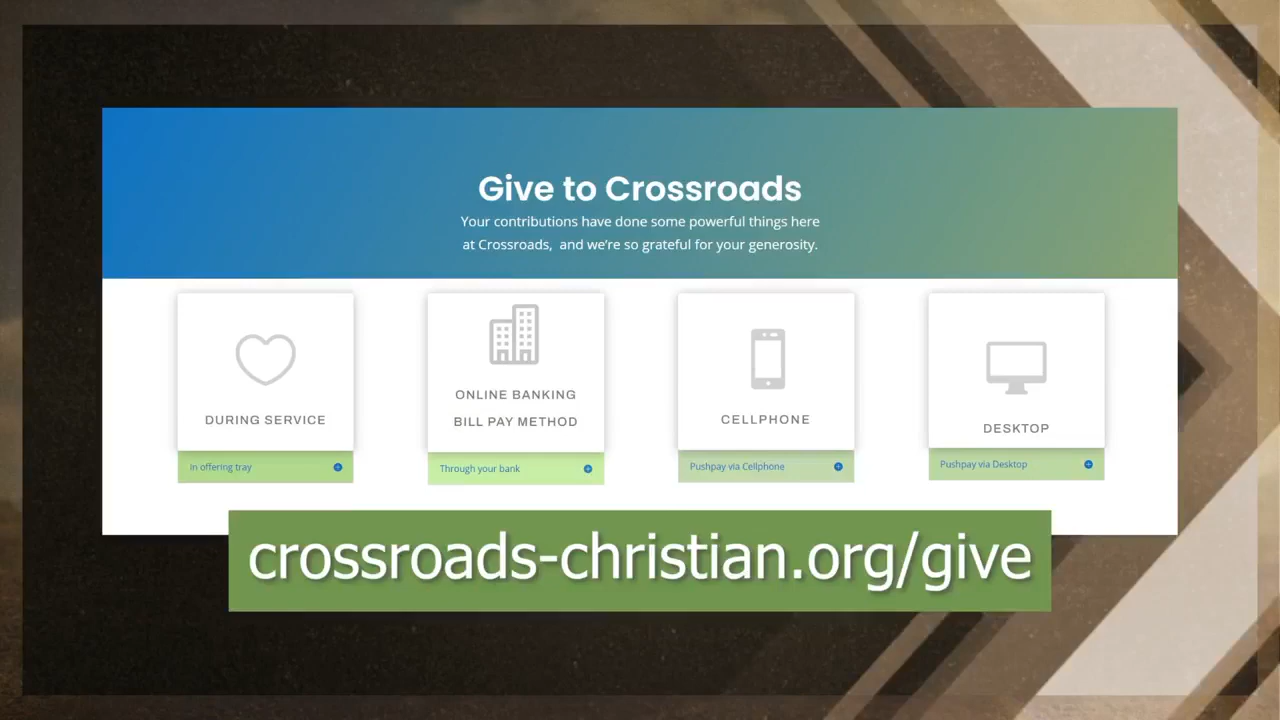 Give to Crossroads
Your contributions have done some powerful things here
at Crossroads, and we're so grateful for your generosity.
DURING SERVICE
In offering tray
ONLINE BANKING
BILL PAY METHOD
Through your bank
CELLPHONE
Pushpay via Cellphone
DESKTOP
Pushpay via Desktop
crossroads-christian.org/give